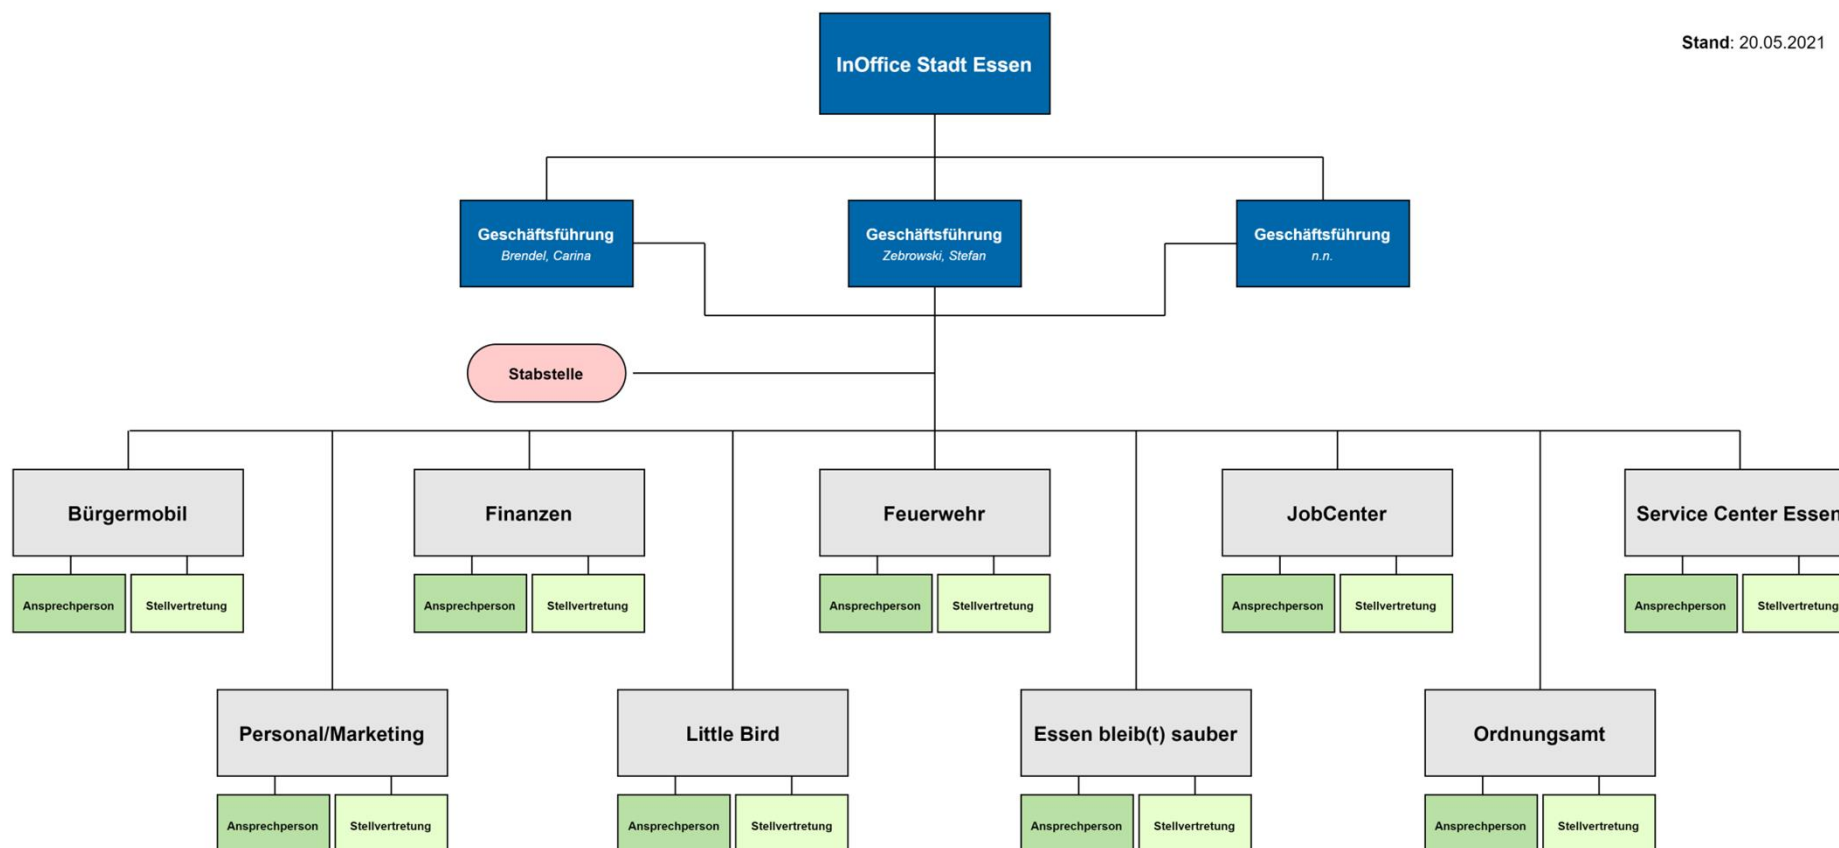 InOffice Stadt Essen
Stand: 20.05.2021
Geschäftsführung
Brendel, Carina
Geschäftsführung
Zebrowski, Stefan
Geschäftsführung
n.n.
Stabstelle
Bürgermobil
Finanzen
Feuerwehr
JobCenter
Service Center Essen
Ansprechperson
Stellvertretung
Ansprechperson
Stellvertretung
Ansprechperson
Stellvertretung
Ansprechperson
Stellvertretung
Ansprechperson
Stellvertretung
Personal/Marketing
Little Bird
Essen bleib(t) sauber
Ordnungsamt
Ansprechperson
Stellvertretung
Ansprechperson
Stellvertretung
Ansprechperson
Stellvertretung
Ansprechperson
Stellvertretung